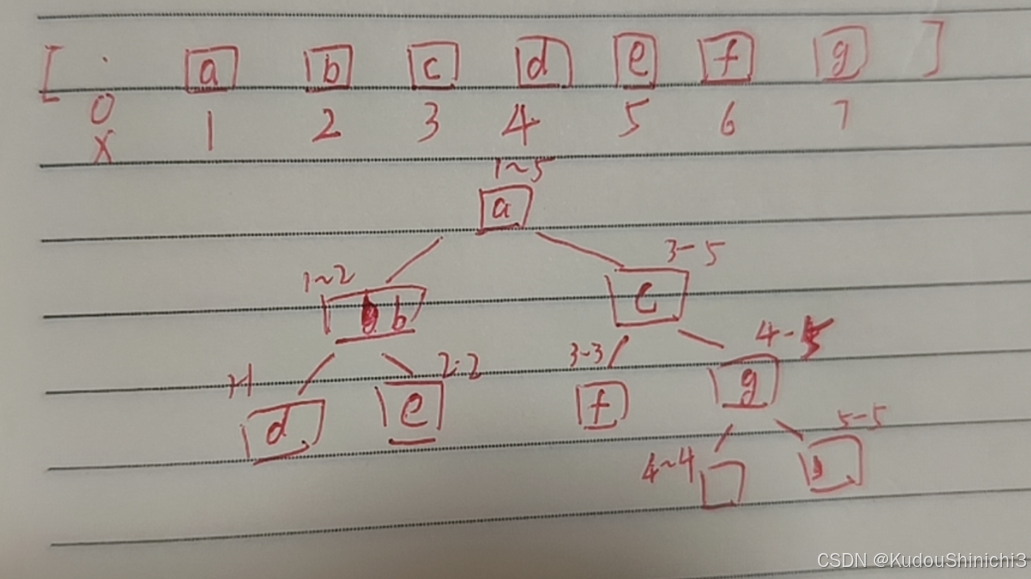 [ . a b c d e f g ]
0 1 2 3 4 5 6 7
X
1~5
a
3-5
1~2
c
b
4-5
3-3
2-2
1-1
g
d e f
5-5
4~4
CSDN @KudouShinichi3